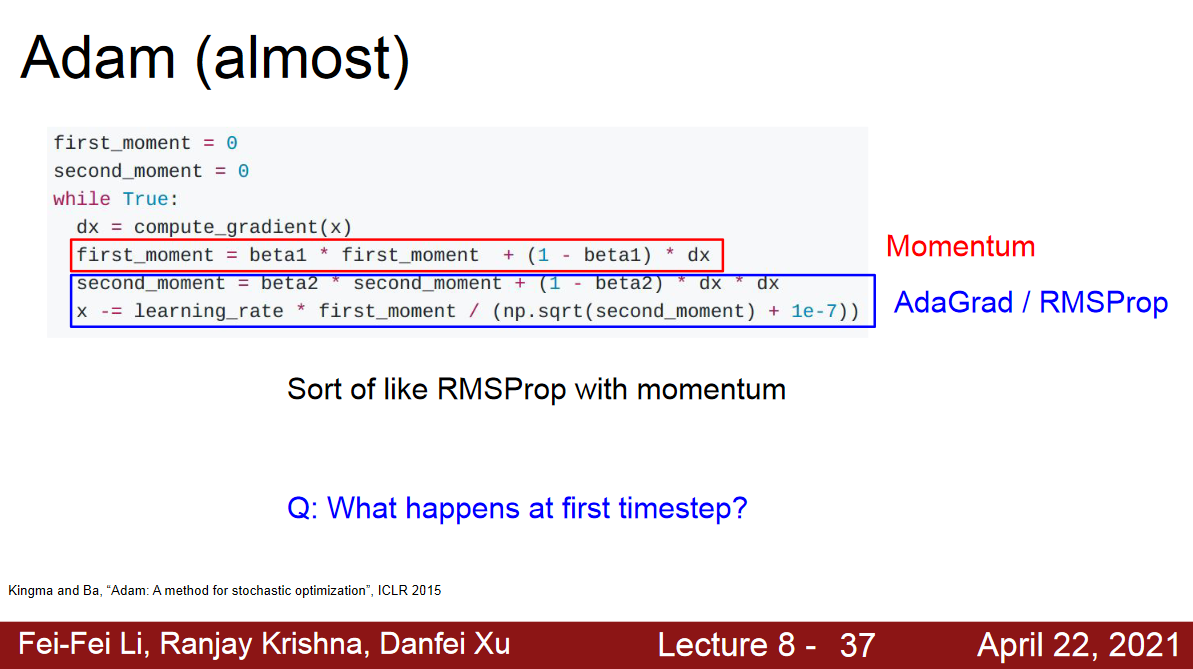 Adam (almost)
first_moment = 0
second_moment = 0
while True:
dx = compute_gradient(x)
first_moment = beta1 * first_moment + (1 - beta1) * dx
Momentum
second_moment = beta2 * second_moment + (1 - beta2) * dx * dx
x -= learning_rate * first_moment / (np.sqrt(second_moment) + 1e-7))
AdaGrad / RMSProp
Sort of like RMSProp with momentum
Q: What happens at first timestep?
Kingma and Ba, “Adam: A method for stochastic optimization”, ICLR 2015
Fei-Fei Li, Ranjay Krishna, Danfei Xu Lecture 8 - 37 April 22, 2021